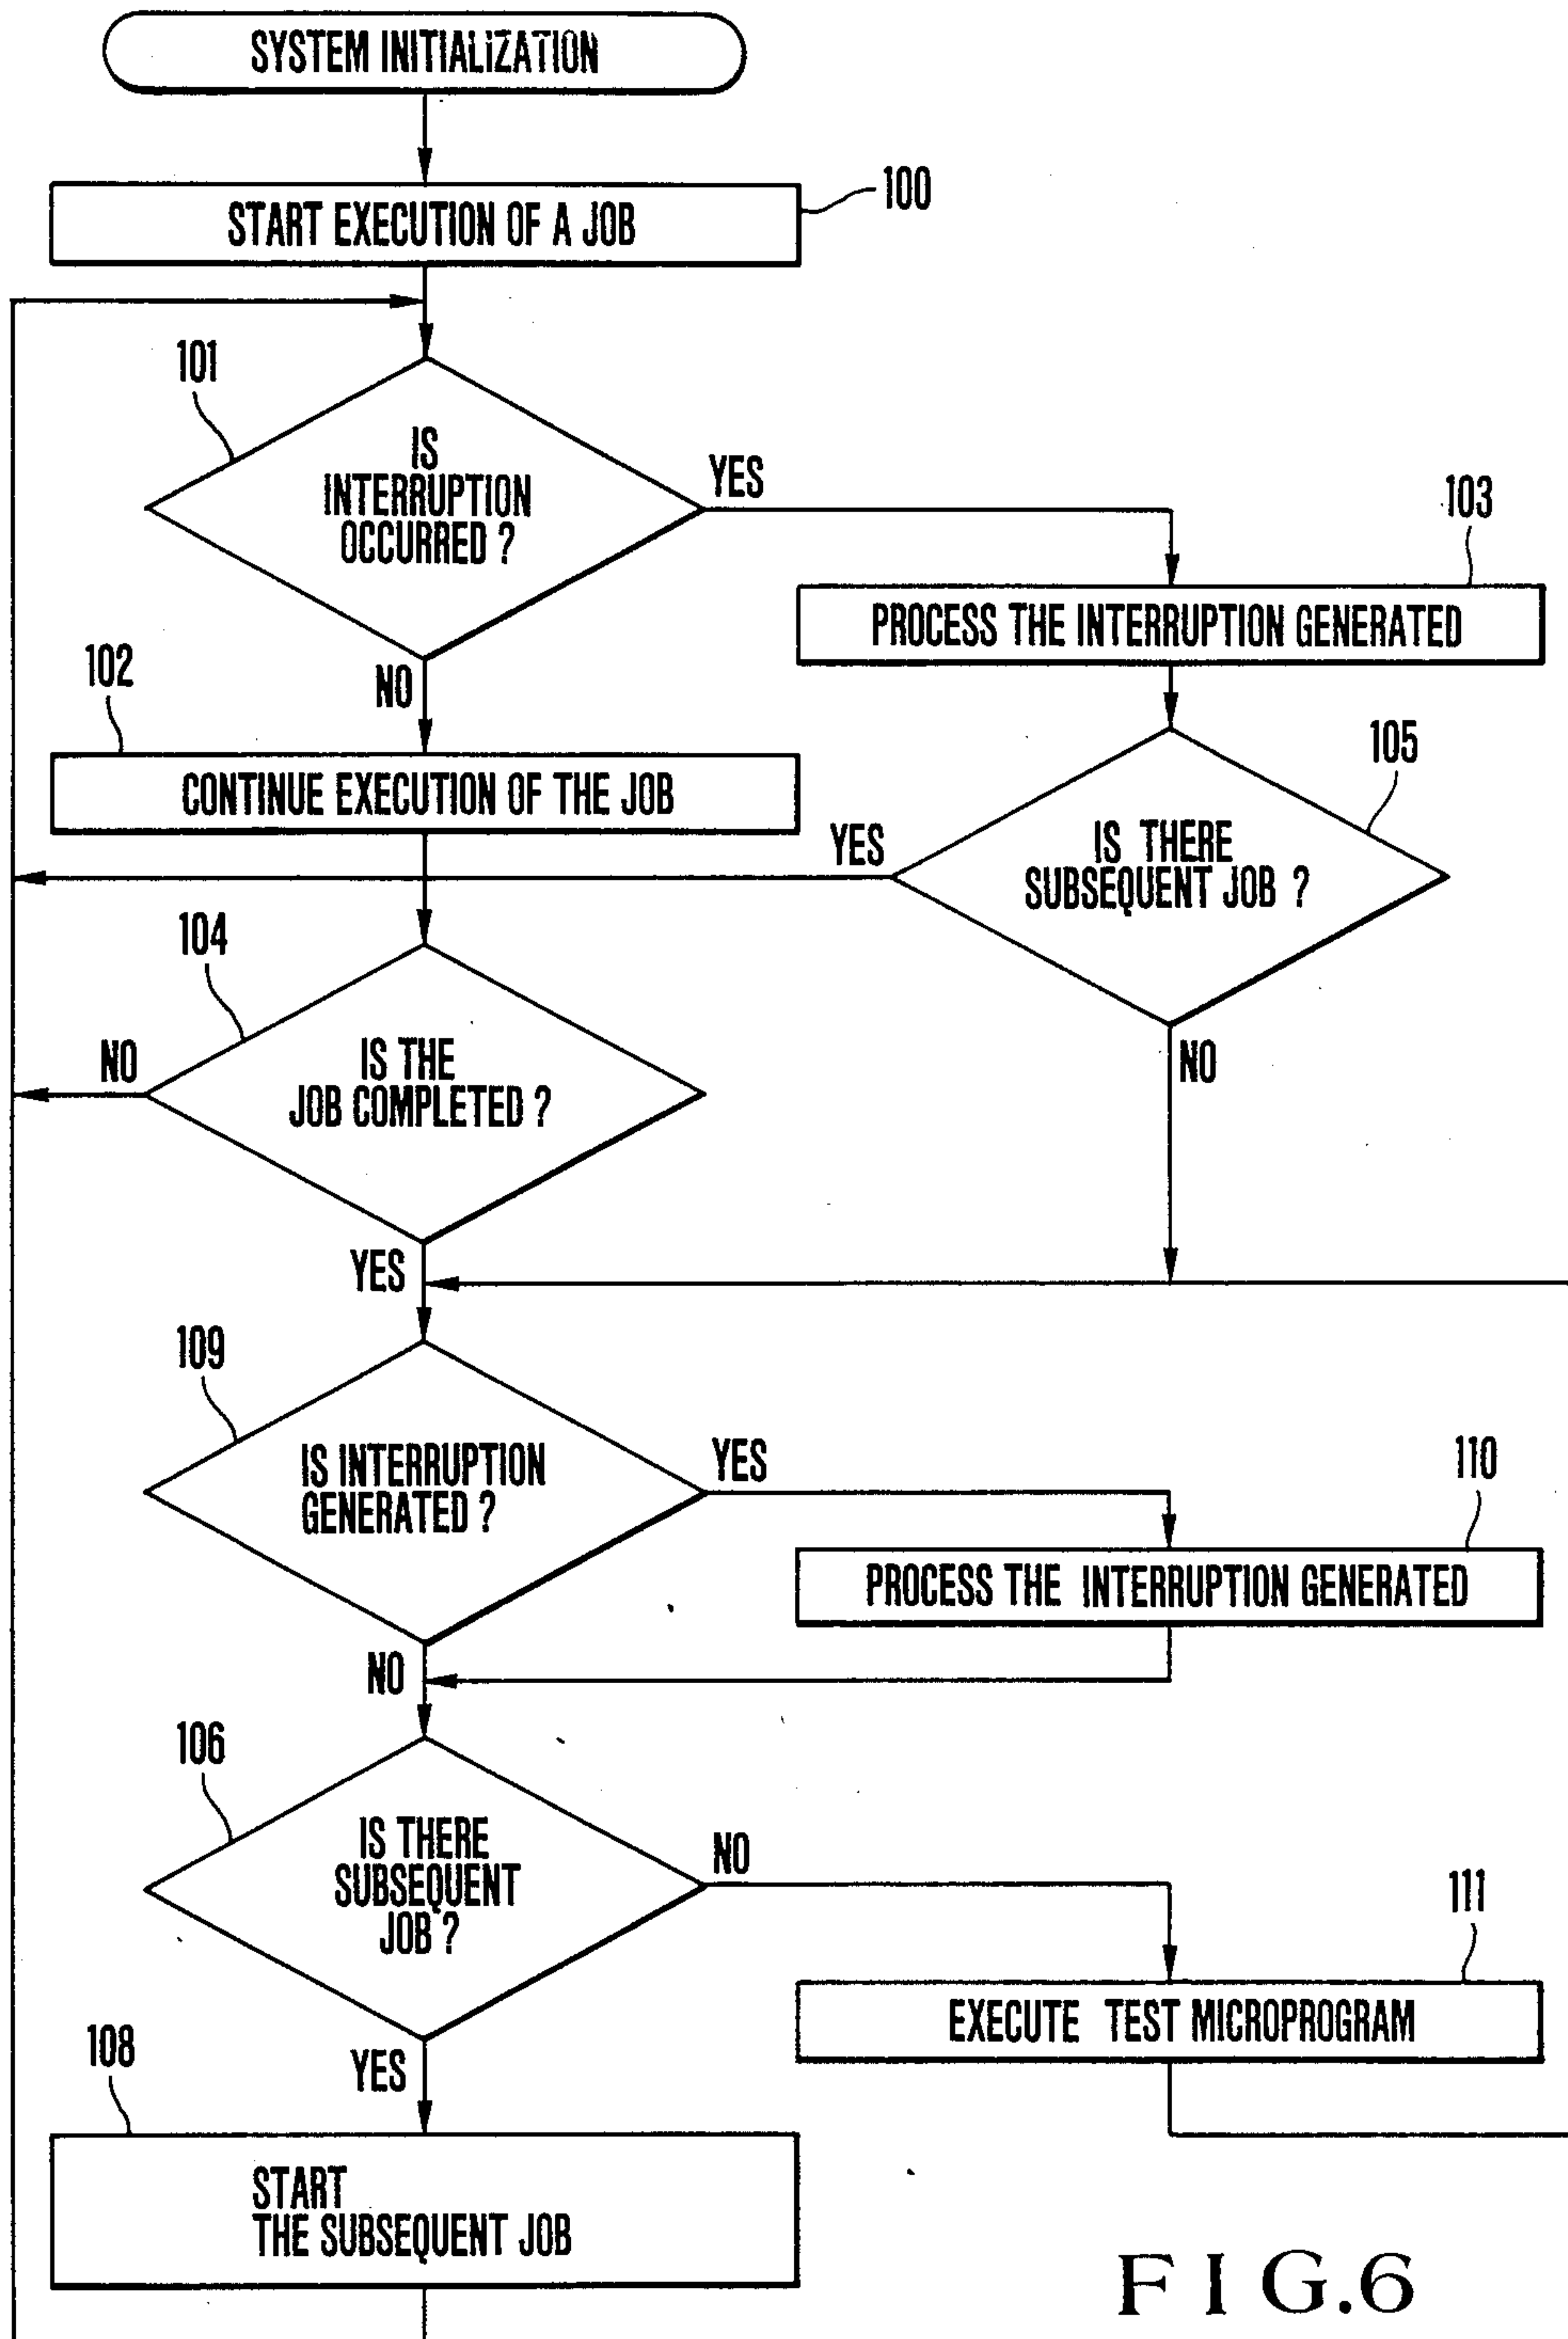 SYSTEM INITIALIZATION
START EXECUTION OF A JOB
100
101
IS
INTERRUPTION
OCCURRED ?
YES
103
PROCESS THE INTERRUPTION GENERATED
NO
102
CONTINUE EXECUTION OF THE JOB
105
IS THERE
SUBSEQUENT JOB ?
YES
NO
104
IS THE
JOB COMPLETED ?
NO
YES
109
IS INTERRUPTION
GENERATED ?
YES
110
PROCESS THE INTERRUPTION GENERATED
NO
106
IS THERE
SUBSEQUENT
JOB ?
NO
111
EXECUTE TEST MICROPROGRAM
YES
108
START
THE SUBSEQUENT JOB
FIG.6